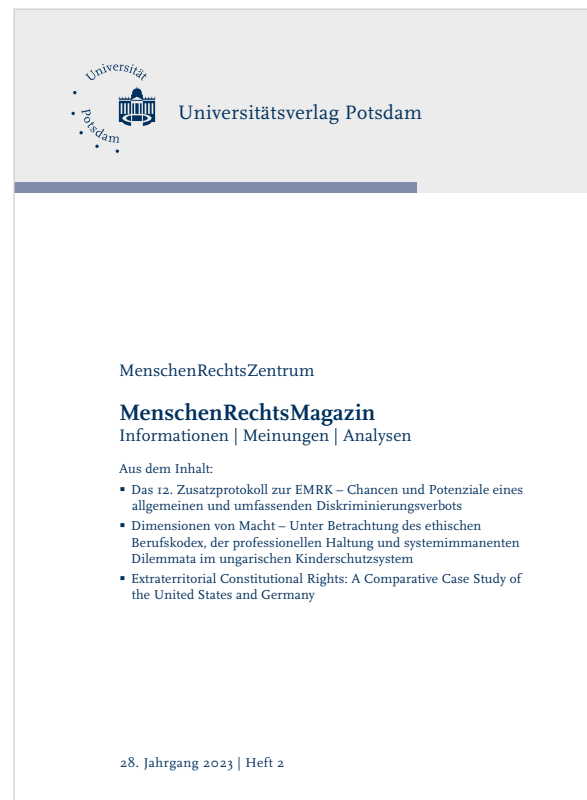 Universität
Potsdam
Universitätsverlag Potsdam
MenschenRechtsZentrum
MenschenRechtsMagazin
Informationen | Meinungen | Analysen
Aus dem Inhalt:
▪ Das 12. Zusatzprotokoll zur EMRK – Chancen und Potenziale eines
allgemeinen und umfassenden Diskriminierungsverbots
▪ Dimensionen von Macht – Unter Betrachtung des ethischen
Berufskodex, der professionellen Haltung und systemimmanenten
Dilemmata im ungarischen Kinderschutzsystem
▪ Extraterritorial Constitutional Rights: A Comparative Case Study of
the United States and Germany
28. Jahrgang 2023 | Heft 2